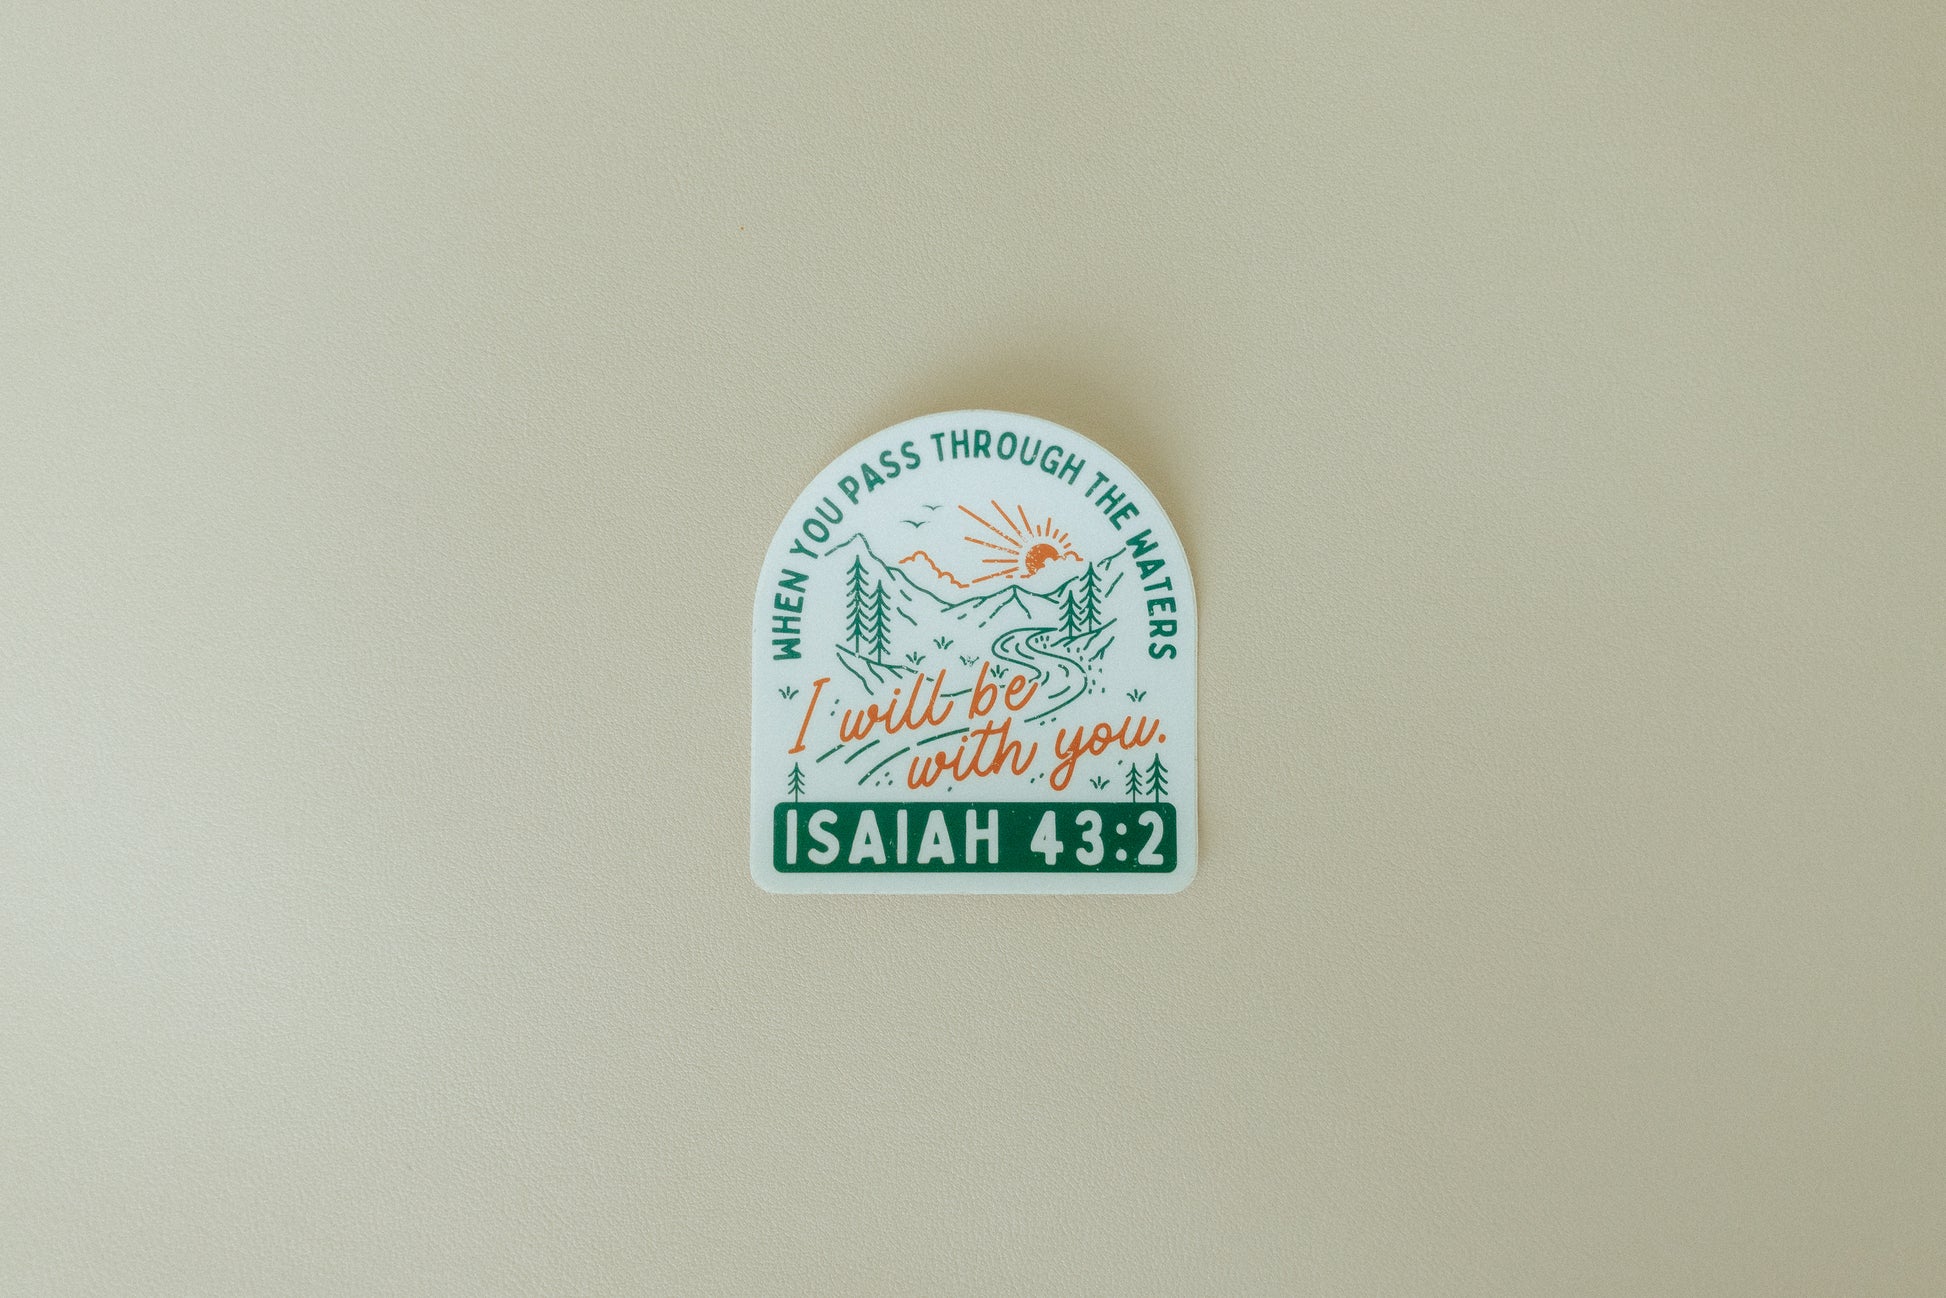 WHEN YOU PASS THROUGH THE WATERS
I will be
with you.
ISAIAH 43:2